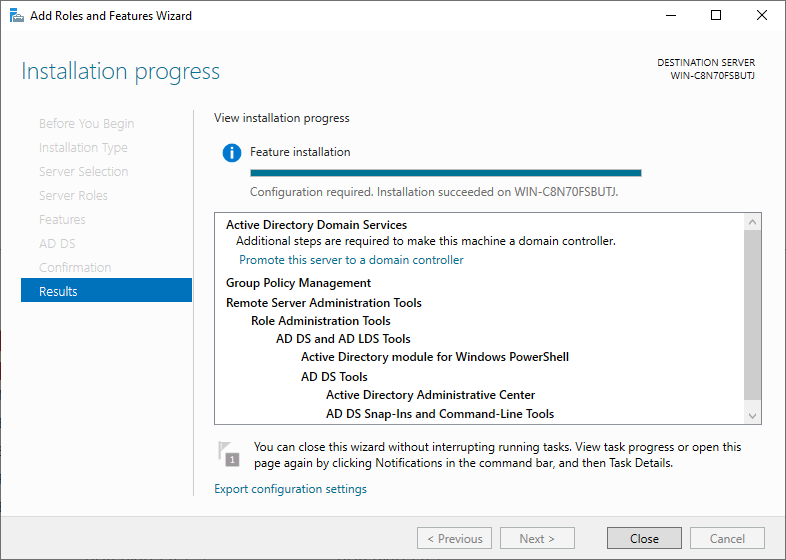 Add Roles and Features Wizard
Installation progress
DESTINATION SERVER
WIN-C8N70FSBUTJ
Before You Begin
Installation Type
Server Selection
Server Roles
Features
AD DS
Confirmation
Results
View installation progress
Feature installation
Configuration required. Installation succeeded on WIN-C8N70FSBUTJ.
Active Directory Domain Services
Additional steps are required to make this machine a domain controller.
Promote this server to a domain controller
Group Policy Management
Remote Server Administration Tools
Role Administration Tools
AD DS and AD LDS Tools
Active Directory module for Windows PowerShell
AD DS Tools
Active Directory Administrative Center
AD DS Snap-Ins and Command-Line Tools
1
You can close this wizard without interrupting running tasks. View task progress or open this
page again by clicking Notifications in the command bar, and then Task Details.
Export configuration settings
< Previous
Next >
Close
Cancel